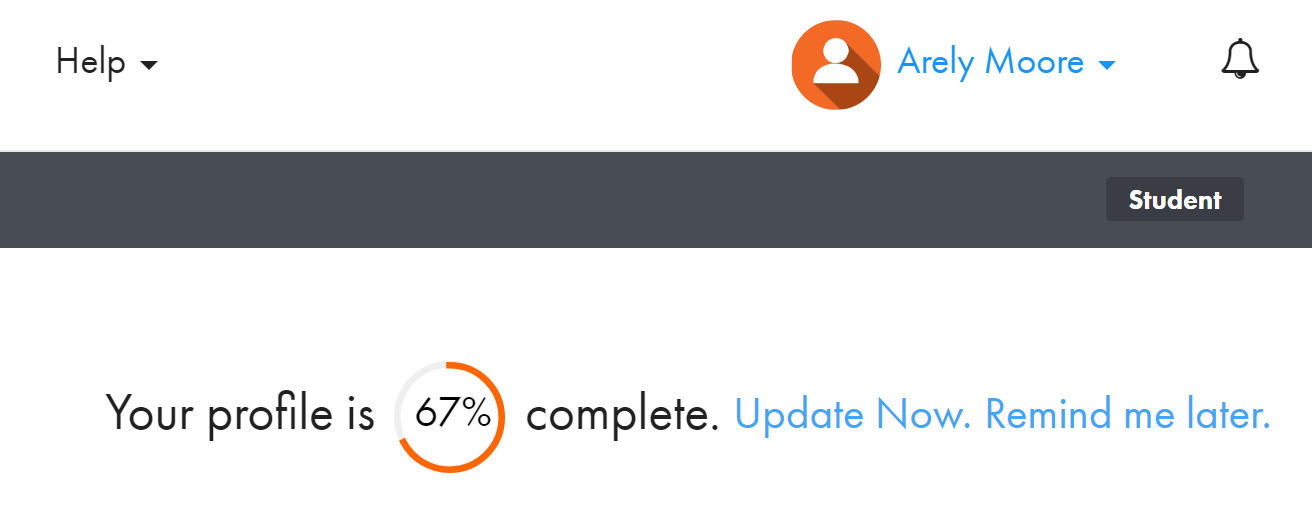 Help
Arely Moore
Student
Your profile is 67% complete. Update Now. Remind me later.